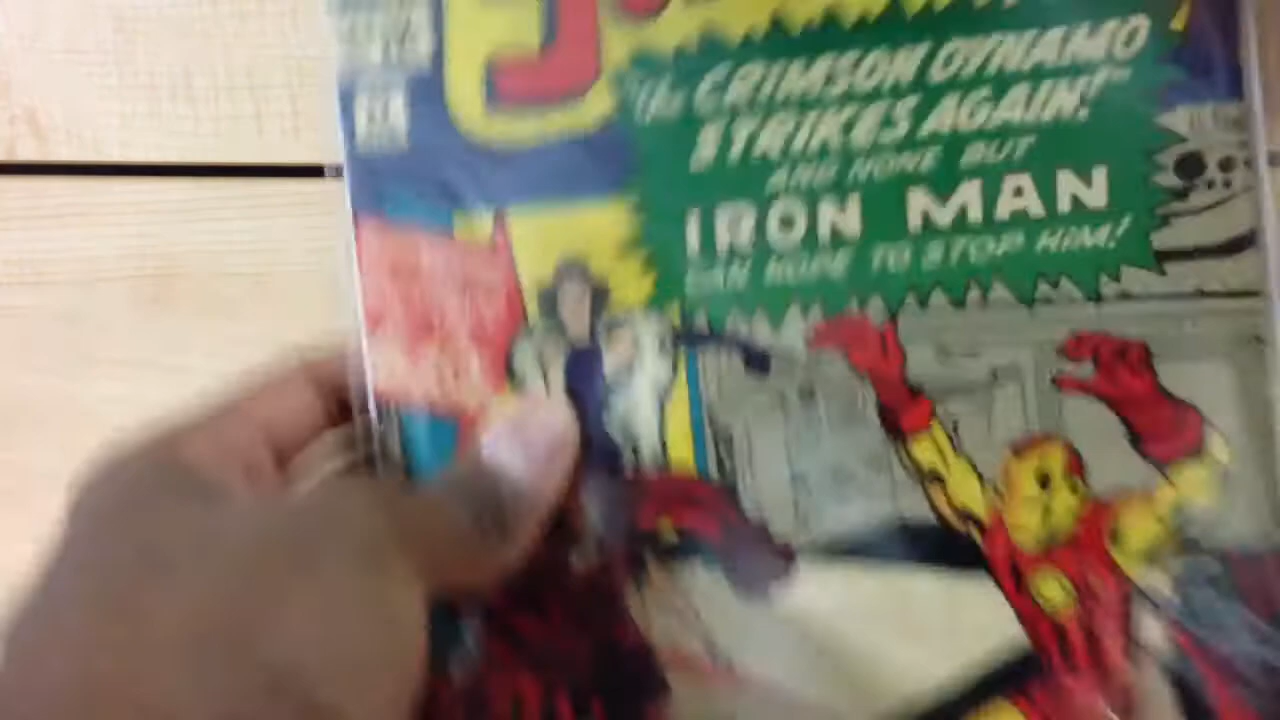 "The CRIMSON DYNAMO
STRIKES AGAIN!"
AND NONE BUT
IRON MAN
CAN HOPE TO STOP HIM!